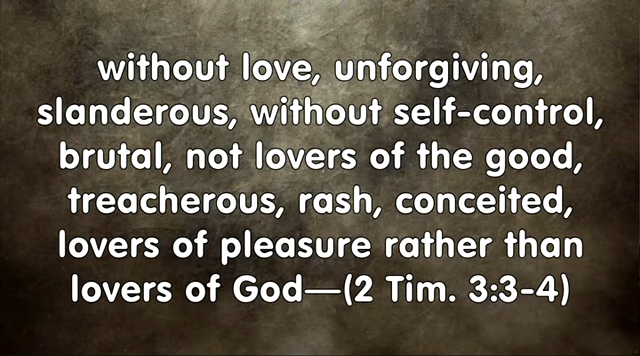 without love, unforgiving,
slanderous, without self-control,
brutal, not lovers of the good,
treacherous, rash, conceited,
lovers of pleasure rather than
lovers of God—(2 Tim. 3:3-4)